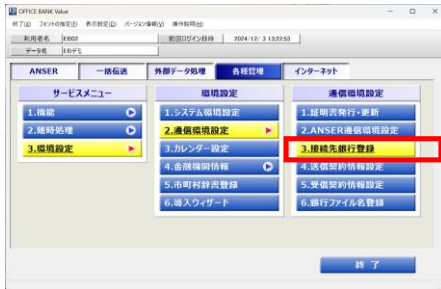 OFFICE BANK Value
終了(X) フォントの指定(F) 表示設定(D) バージョン情報(V) 操作説明(H)
利用者名 EB02 前回ログイン日時 2024/12/ 3 13:22:53
データ名 EBデモ
ANSER 一括伝送 外部データ処理 各種管理 インターネット
サービスメニュー
1.機能
2.随時処理
3.環境設定
環境設定
1.システム環境設定
2.通信環境設定
3.カレンダー設定
4.金融機関情報
5.市町村辞書登録
6.導入ウィザード
通信環境設定
1.証明書発行・更新
2.ANSER通信環境設定
3.接続先銀行登録
4.送信契約情報設定
5.受信契約情報設定
6.銀行ファイル名登録
終 了